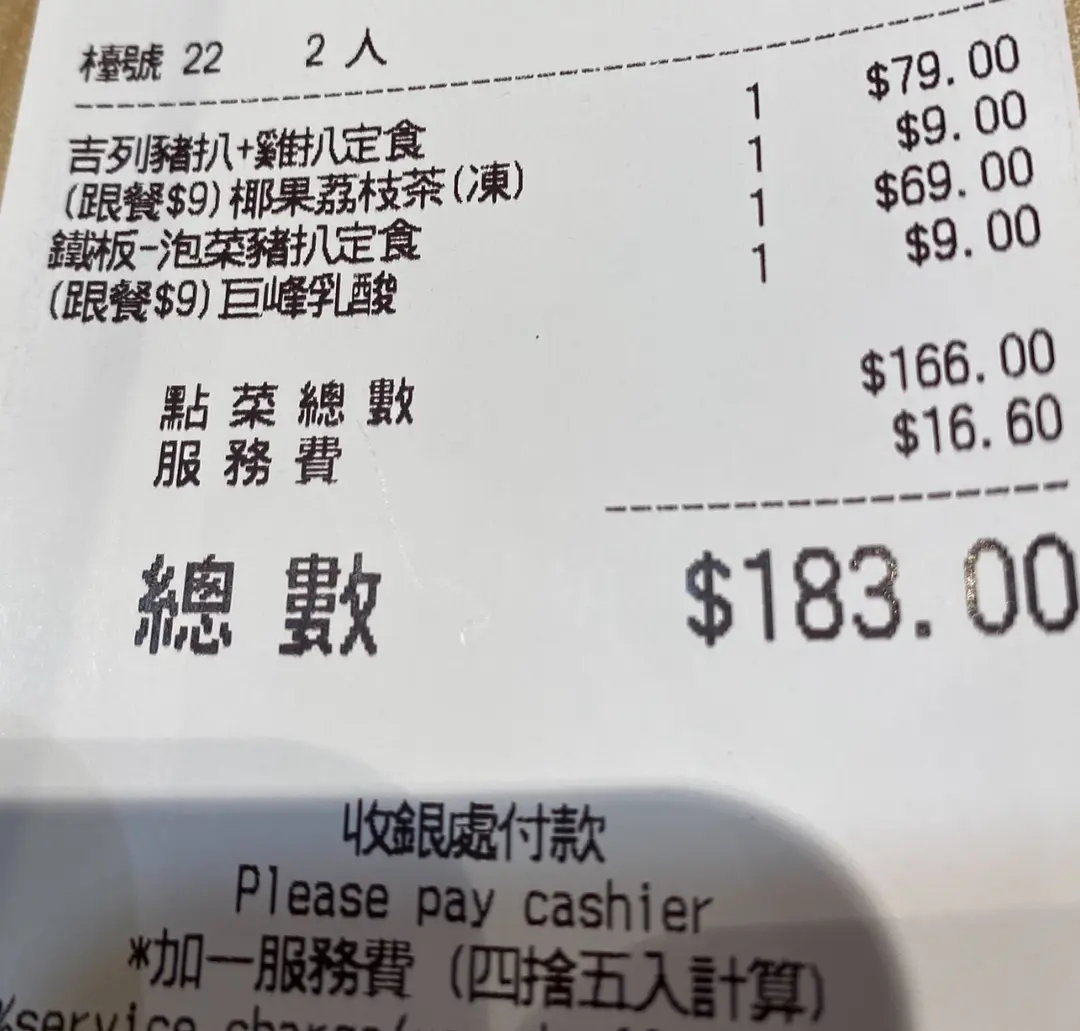 檯號 22 2 人
吉列豬扒+雞扒定食 1 $79.00
(跟餐$9)椰果荔枝茶(凍) 1 $9.00
鐵板-泡菜豬扒定食 1 $69.00
(跟餐$9)巨峰乳酸 1 $9.00
點菜總數 $166.00
服務費 $16.60
總數 $183.00
收銀處付款
Please pay cashier
*加一服務費 (四捨五入計算)
%service charge